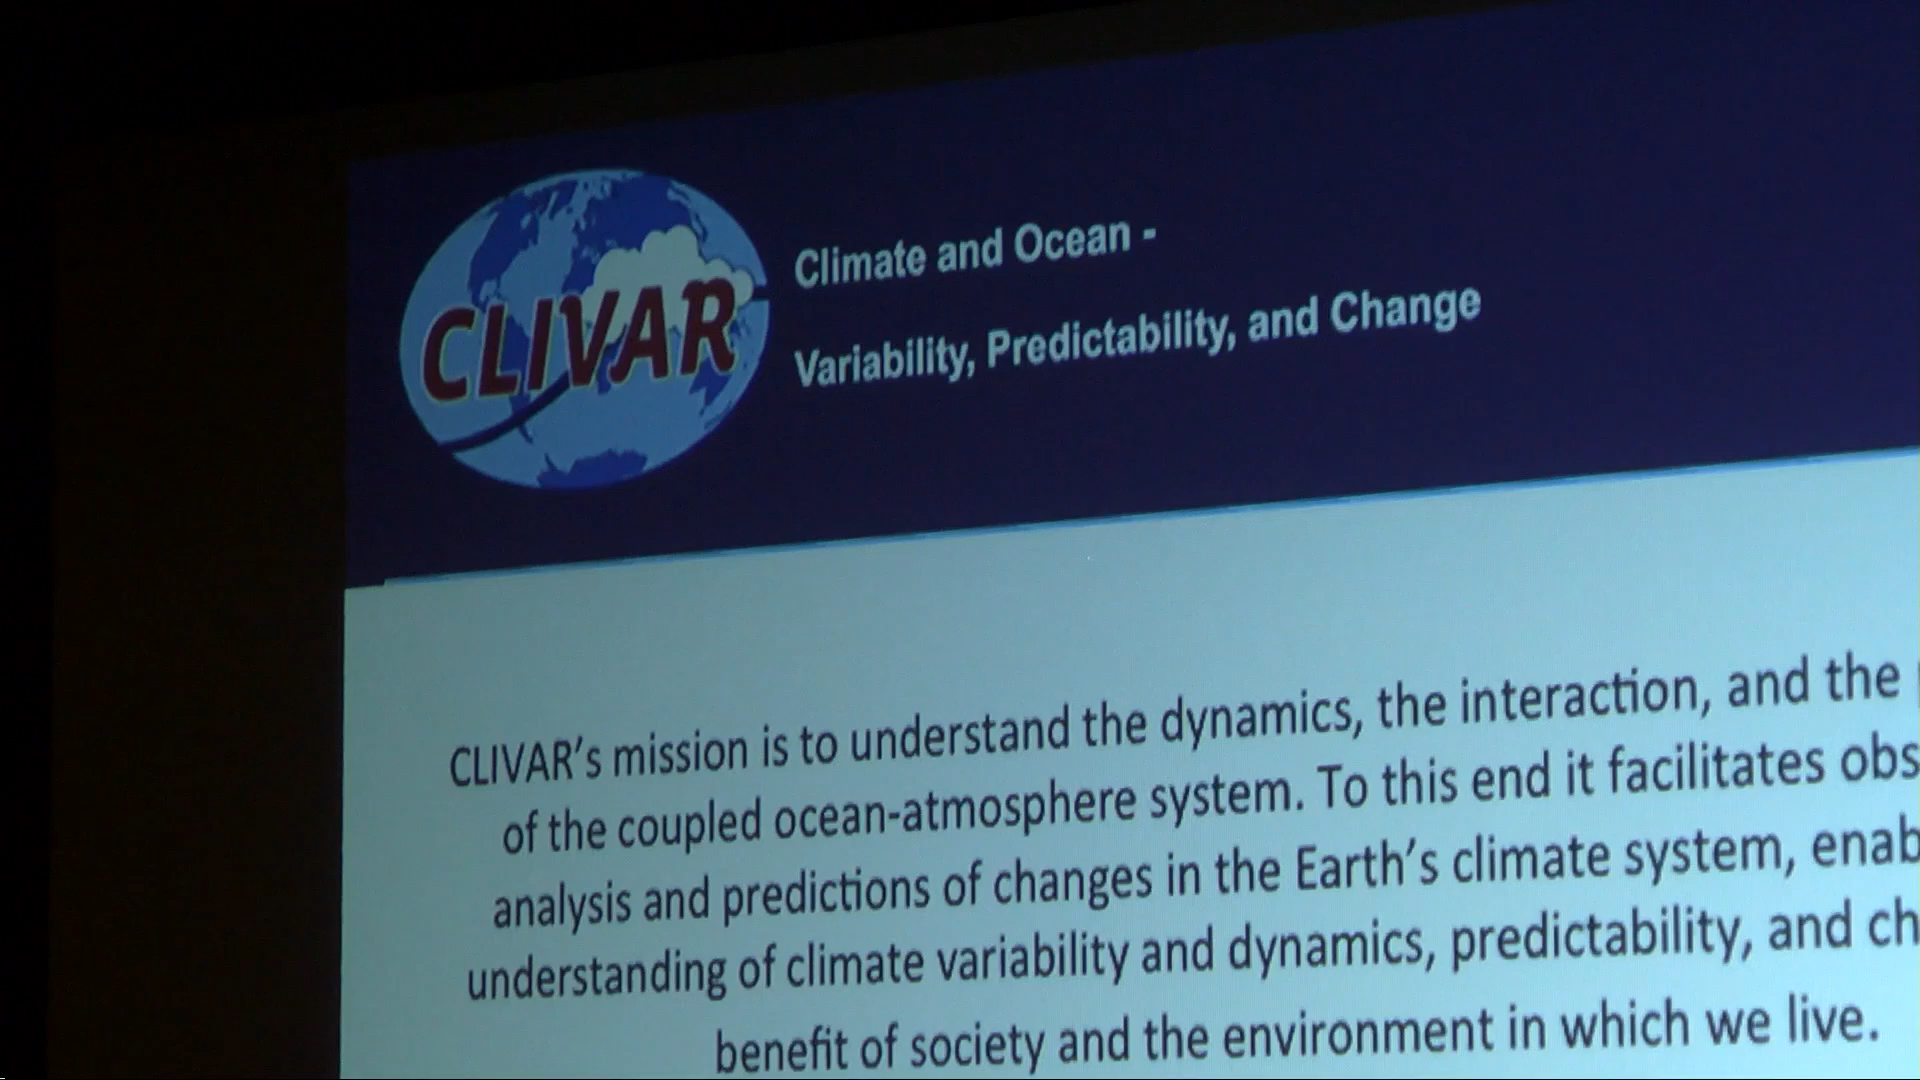 CLIVAR
Climate and Ocean -
Variability, Predictability, and Change
CLIVAR's mission is to understand the dynamics, the interaction, and the
of the coupled ocean-atmosphere system. To this end it facilitates obs
analysis and predictions of changes in the Earth's climate system, enab
understanding of climate variability and dynamics, predictability, and ch
benefit of society and the environment in which we live.